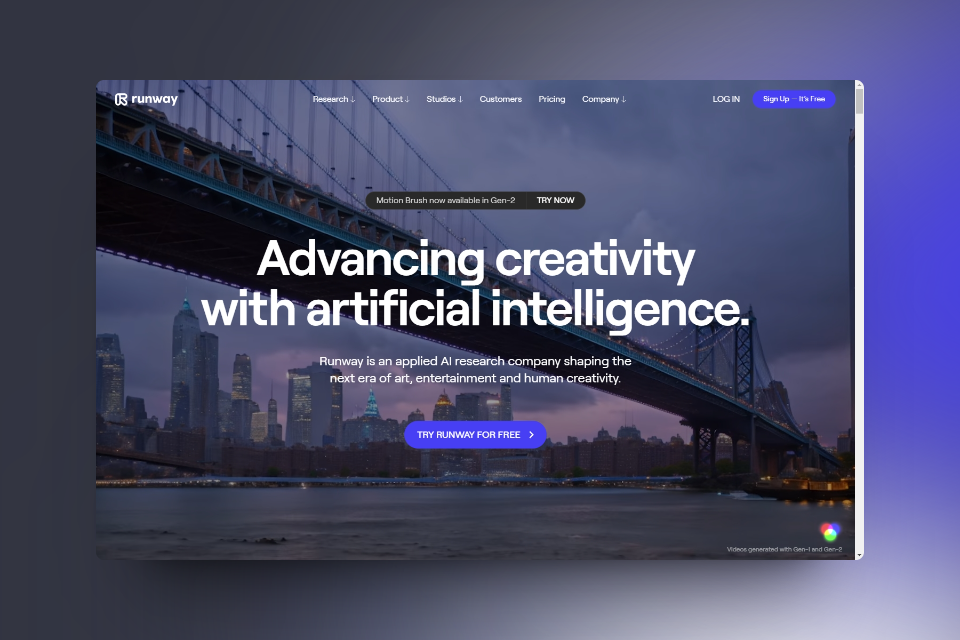 runway
Research ↓
Product ↓
Studios ↓
Customers
Pricing
Company ↓
LOG IN
Sign Up — It's Free
Motion Brush now available in Gen-2
TRY NOW
Advancing creativity
with artificial intelligence.
Runway is an applied AI research company shaping the
next era of art, entertainment and human creativity.
TRY RUNWAY FOR FREE
Videos generated with Gen-1 and Gen-2